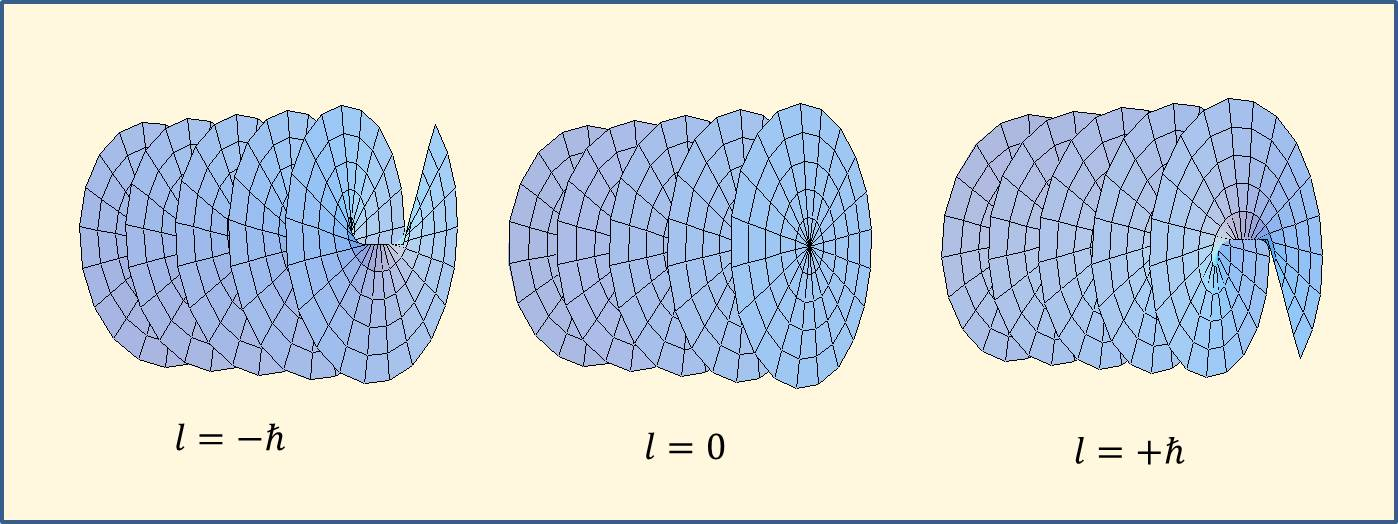 l = −ħ
l = 0
l = +ħ